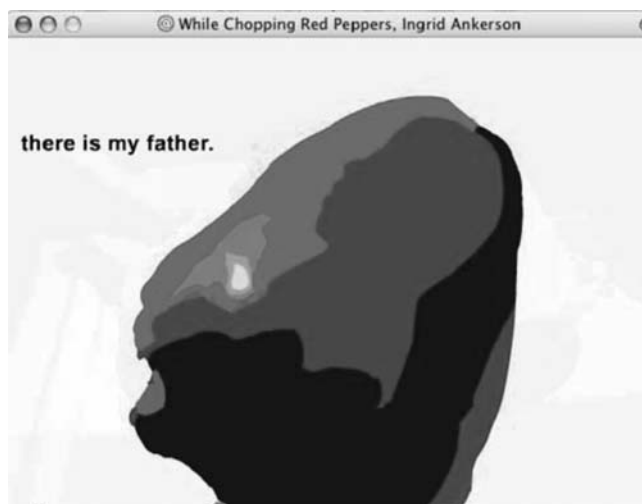 While Chopping Red Peppers, Ingrid Ankerson
there is my father.